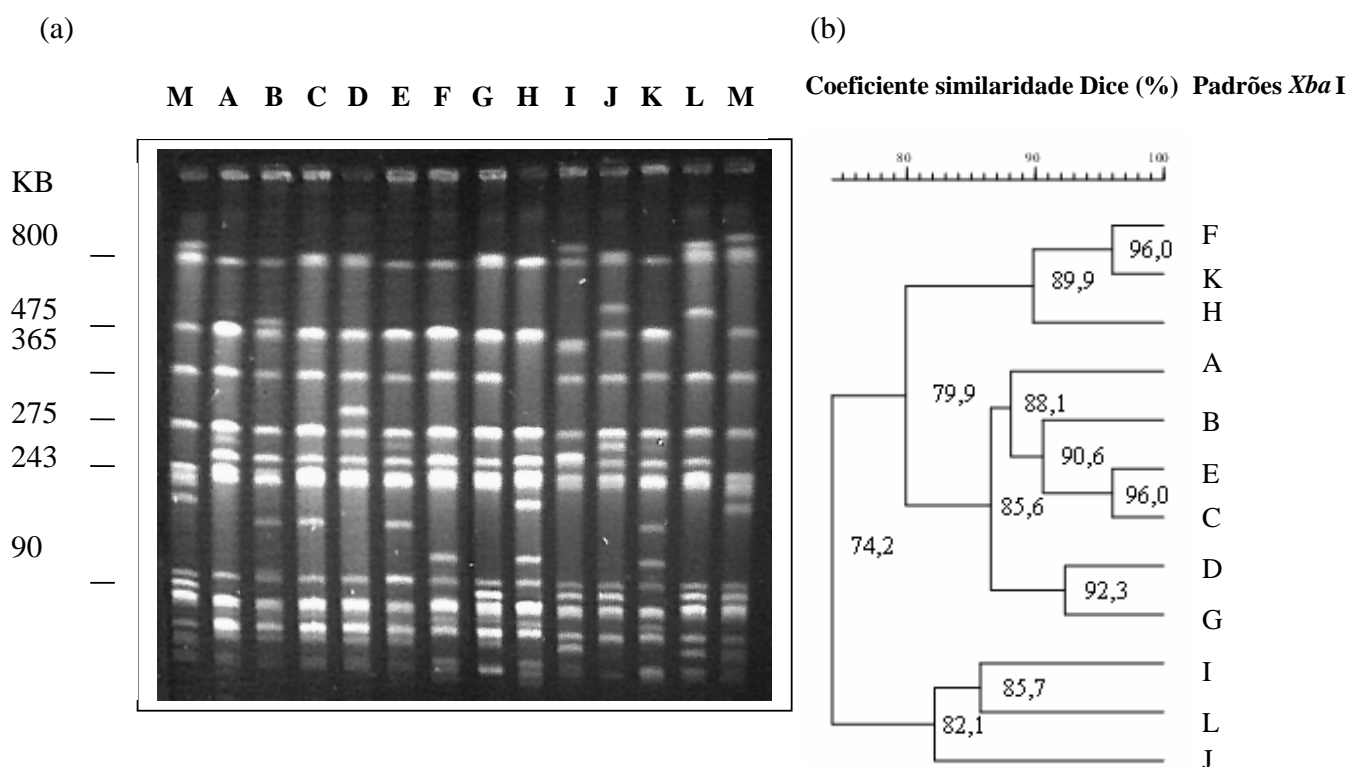 (a)
(b)
M A B C D E F G H I J K L M
Coeficiente similaridade Dice (%) Padrões Xba I
KB
800
475
365
275
243
90
80 90 100
F
96,0
K
89,9
H
A
79,9
88,1
B
90,6
E
96,0
C
85,6
74,2
D
92,3
G
I
85,7
L
82,1
J